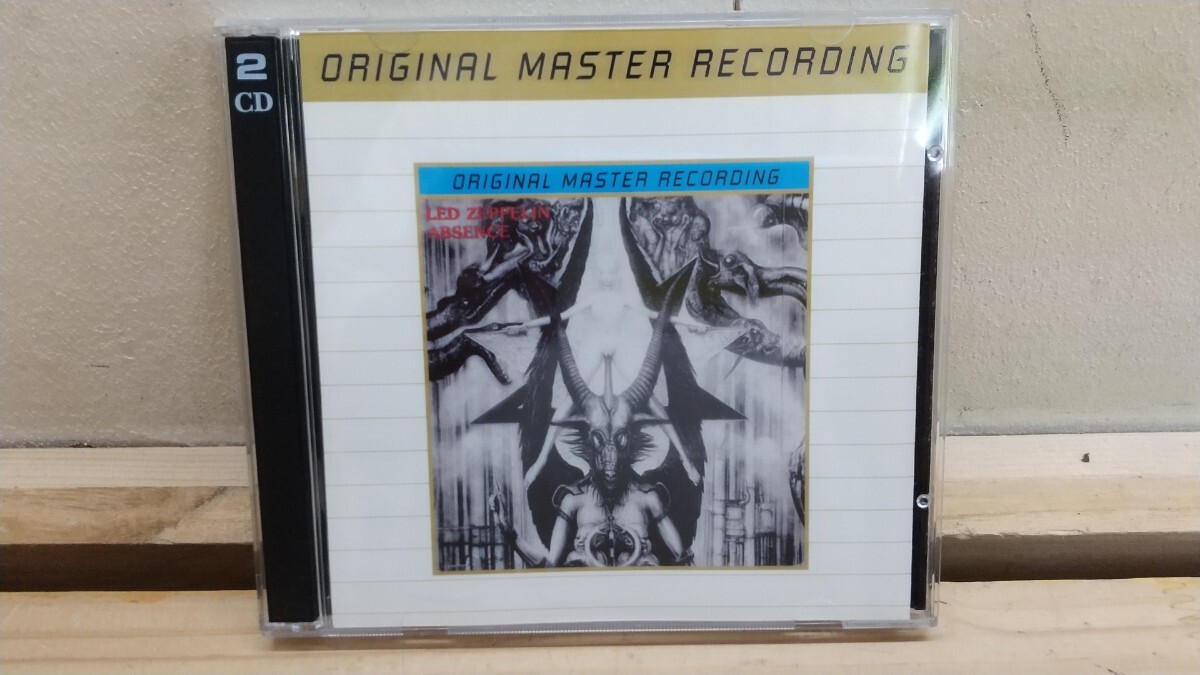 2
CD
ORIGINAL MASTER RECORDING
ORIGINAL MASTER RECORDING
LED ZEPPELIN
ABSENCE